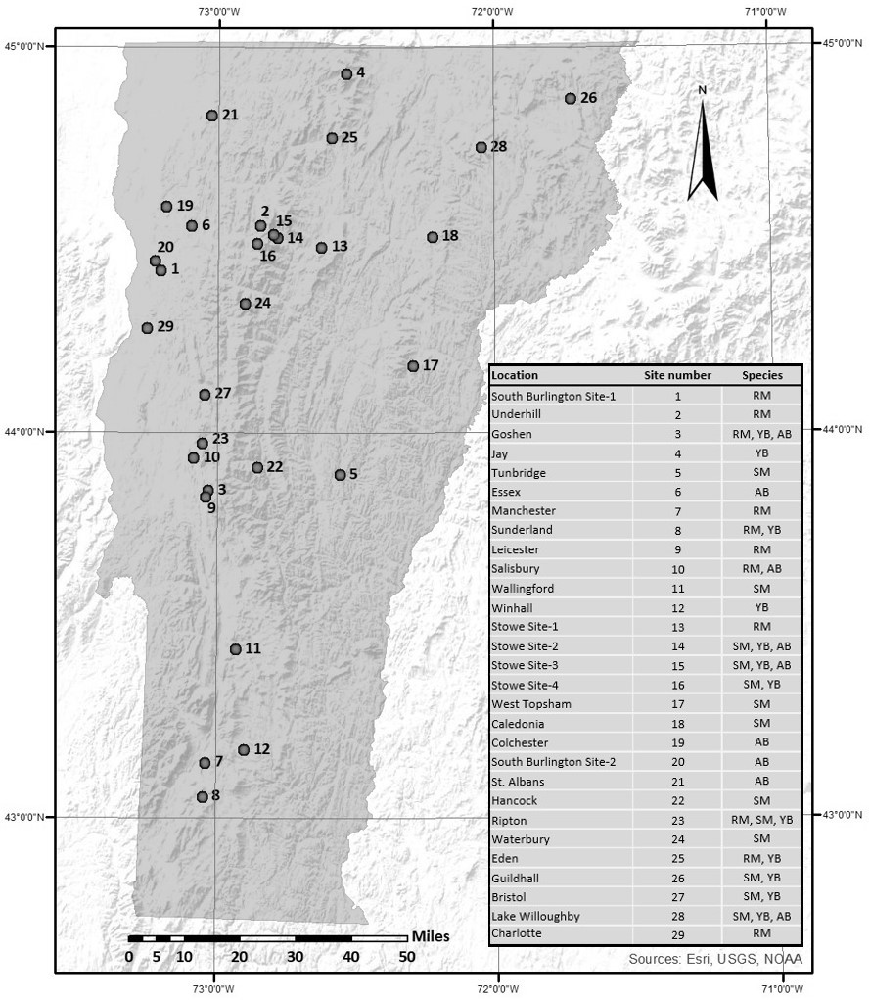 73°0'0"W 72°0'0"W 71°0'0"W
45°0'0"N 45°0'0"N
4
26
N
21
25
28
19
2
6
15
14
18
13
20
16
1
24
29
17
27
44°0'0"N 44°0'0"N
23
10
22
5
3
9
11
12
7
8
43°0'0"N 43°0'0"N
Location Site number Species
South Burlington Site-1 1 RM
Underhill 2 RM
Goshen 3 RM, YB, AB
Jay 4 YB
Tunbridge 5 SM
Essex 6 AB
Manchester 7 RM
Sunderland 8 RM, YB
Leicester 9 RM
Salisbury 10 RM, AB
Wallingford 11 SM
Winhall 12 YB
Stowe Site-1 13 RM
Stowe Site-2 14 SM, YB, AB
Stowe Site-3 15 SM, YB, AB
Stowe Site-4 16 SM, YB
West Topsham 17 SM
Caledonia 18 SM
Colchester 19 AB
South Burlington Site-2 20 AB
St. Albans 21 AB
Hancock 22 SM
Ripton 23 RM, SM, YB
Waterbury 24 SM
Eden 25 RM, YB
Guildhall 26 SM, YB
Bristol 27 SM, YB
Lake Willoughby 28 SM, YB, AB
Charlotte 29 RM
Miles
0 5 10 20 30 40 50
Sources: Esri, USGS, NOAA
73°0'0"W 72°0'0"W 71°0'0"W